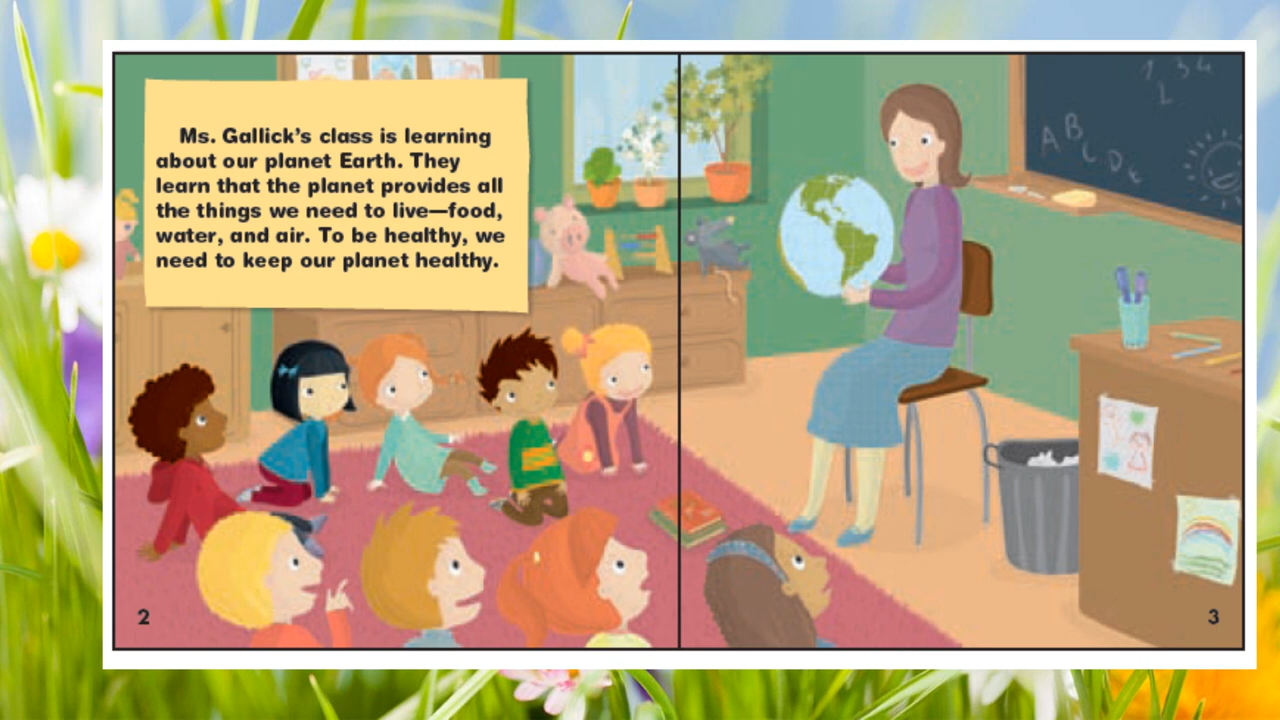 Ms. Gallick's class is learning
about our planet Earth. They
learn that the planet provides all
the things we need to live—food,
water, and air. To be healthy, we
need to keep our planet healthy.
1 3 4
2
A B C D E
2
3